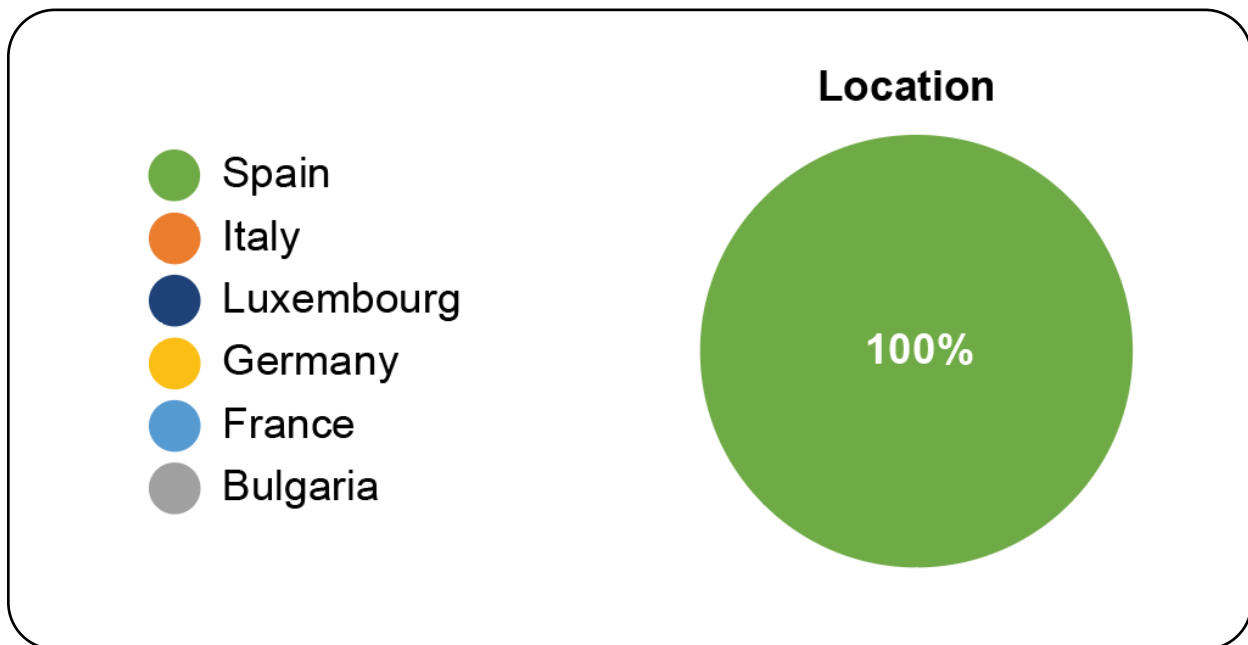 Location
Spain
Italy
Luxembourg
Germany
France
Bulgaria
100%